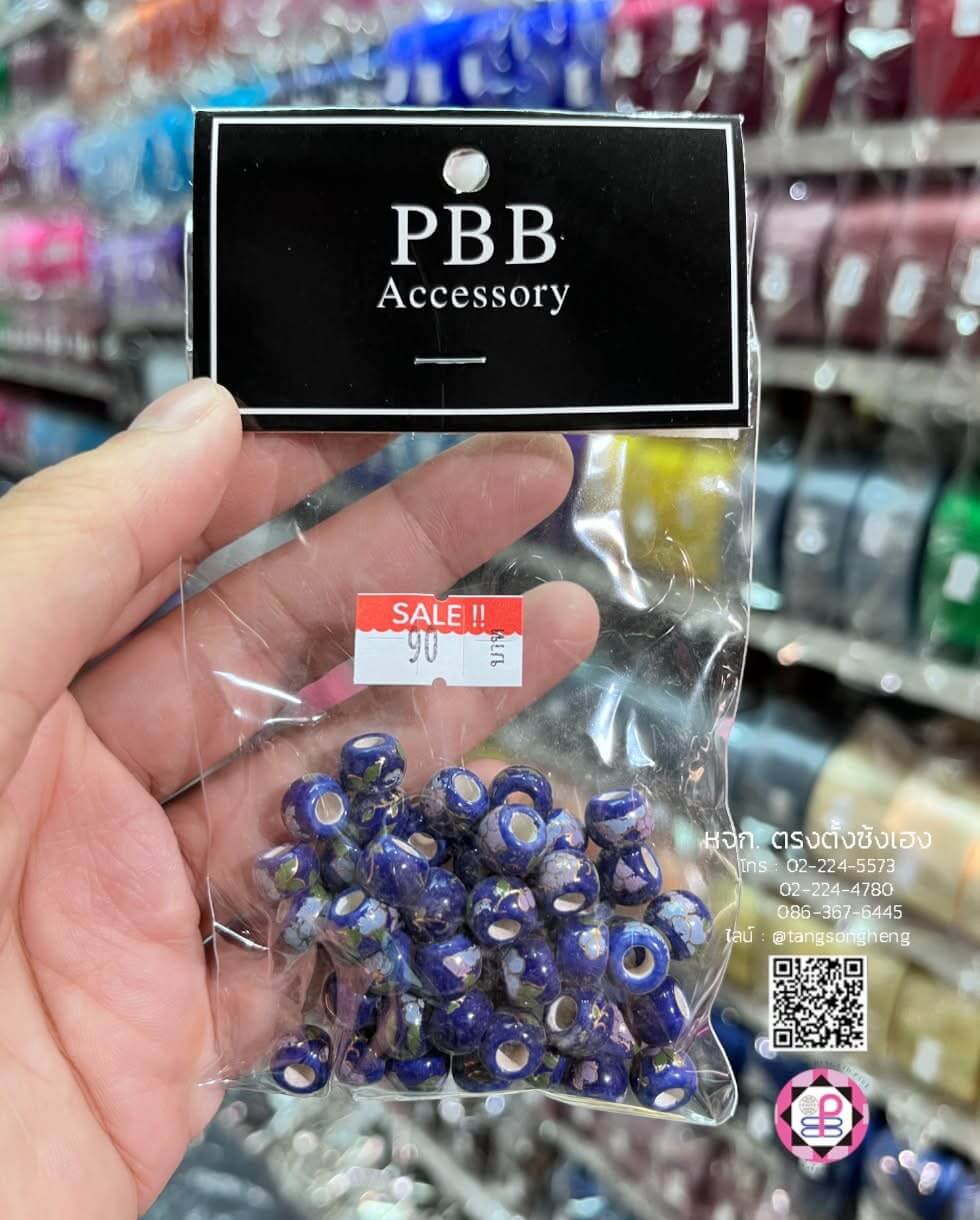 PBB
Accessory
SALE !!
90 บาท
หจก. ตรงตั้งซ้งเฮง
โทร : 02-224-5573
02-224-4780
086-367-6445
ไลน์ : @tangsongheng
PBB